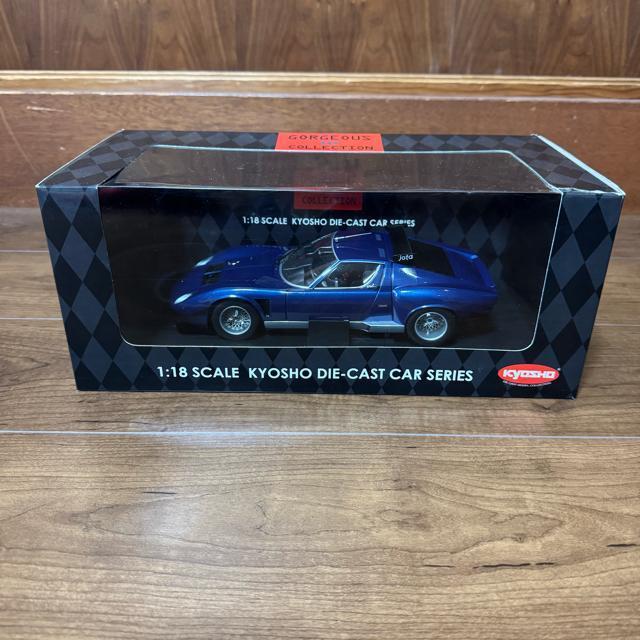 GORGEOUS
COLLECTION
COLLECTION
1:18 SCALE KYOSHO DIE-CAST CAR SERIES
Jota
1:18 SCALE KYOSHO DIE-CAST CAR SERIES
KYOSHO